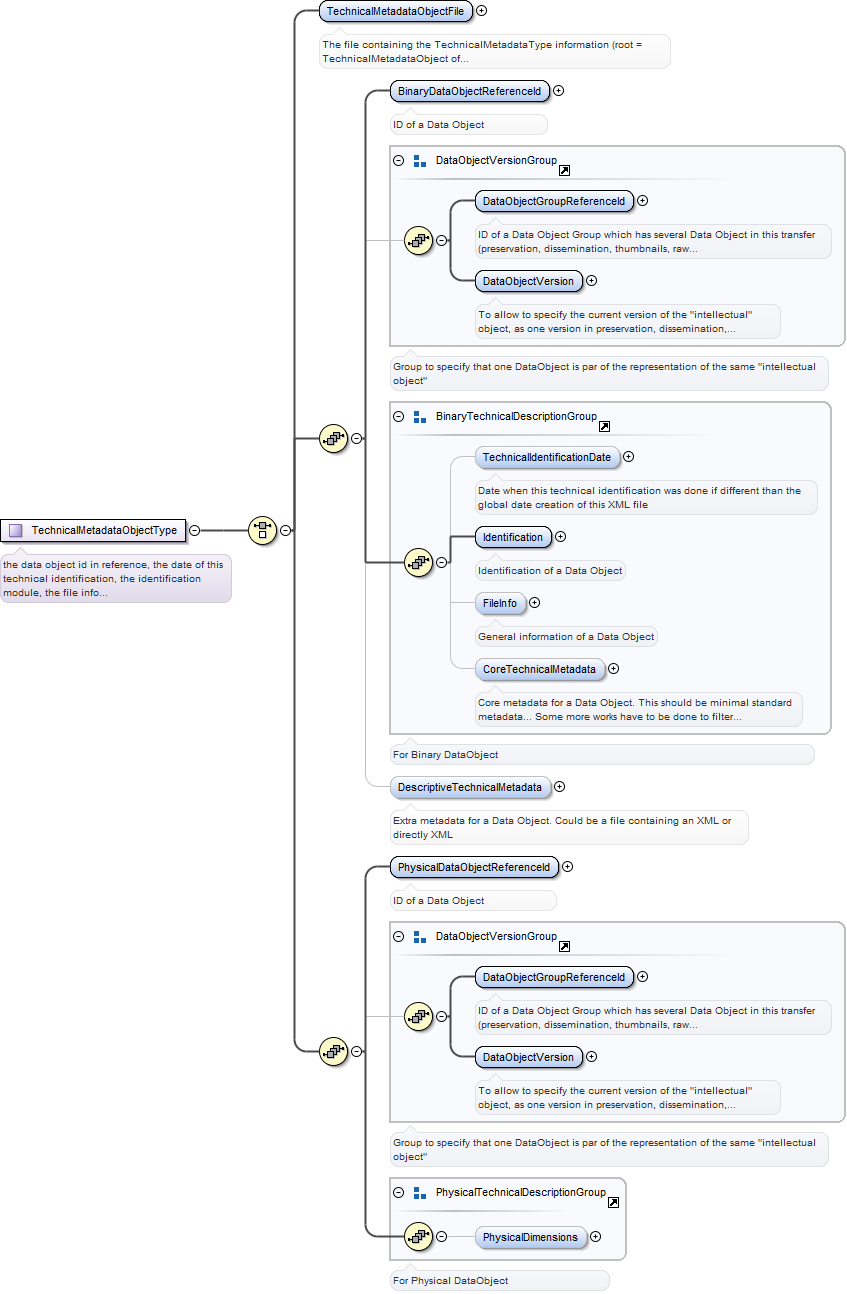 TechnicalMetadataObjectFile
The file containing the TechnicalMetadataType information (root =
TechnicalMetadataObject of...
BinaryDataObjectReferenceId
ID of a Data Object
DataObjectVersionGroup
DataObjectGroupReferenceId
ID of a Data Object Group which has several Data Object in this transfer
(preservation, dissemination, thumbnails, raw...
DataObjectVersion
To allow to specify the current version of the "intellectual"
object, as one version in preservation, dissemination,...
Group to specify that one DataObject is par of the representation of the same "intellectual
object"
BinaryTechnicalDescriptionGroup
TechnicalIdentificationDate
Date when this technical identification was done if different than the
global date creation of this XML file
Identification
Identification of a Data Object
FileInfo
General information of a Data Object
CoreTechnicalMetadata
Core metadata for a Data Object. This should be minimal standard
metadata... Some more works have to be done to filter...
For Binary DataObject
DescriptiveTechnicalMetadata
Extra metadata for a Data Object. Could be a file containing an XML or
directly XML
TechnicalMetadataObjectType
the data object id in reference, the date of this
technical identification, the identification
module, the file info...
PhysicalDataObjectReferenceId
ID of a Data Object
DataObjectVersionGroup
DataObjectGroupReferenceId
ID of a Data Object Group which has several Data Object in this transfer
(preservation, dissemination, thumbnails, raw...
DataObjectVersion
To allow to specify the current version of the "intellectual"
object, as one version in preservation, dissemination,...
Group to specify that one DataObject is par of the representation of the same "intellectual
object"
PhysicalTechnicalDescriptionGroup
PhysicalDimensions
For Physical DataObject